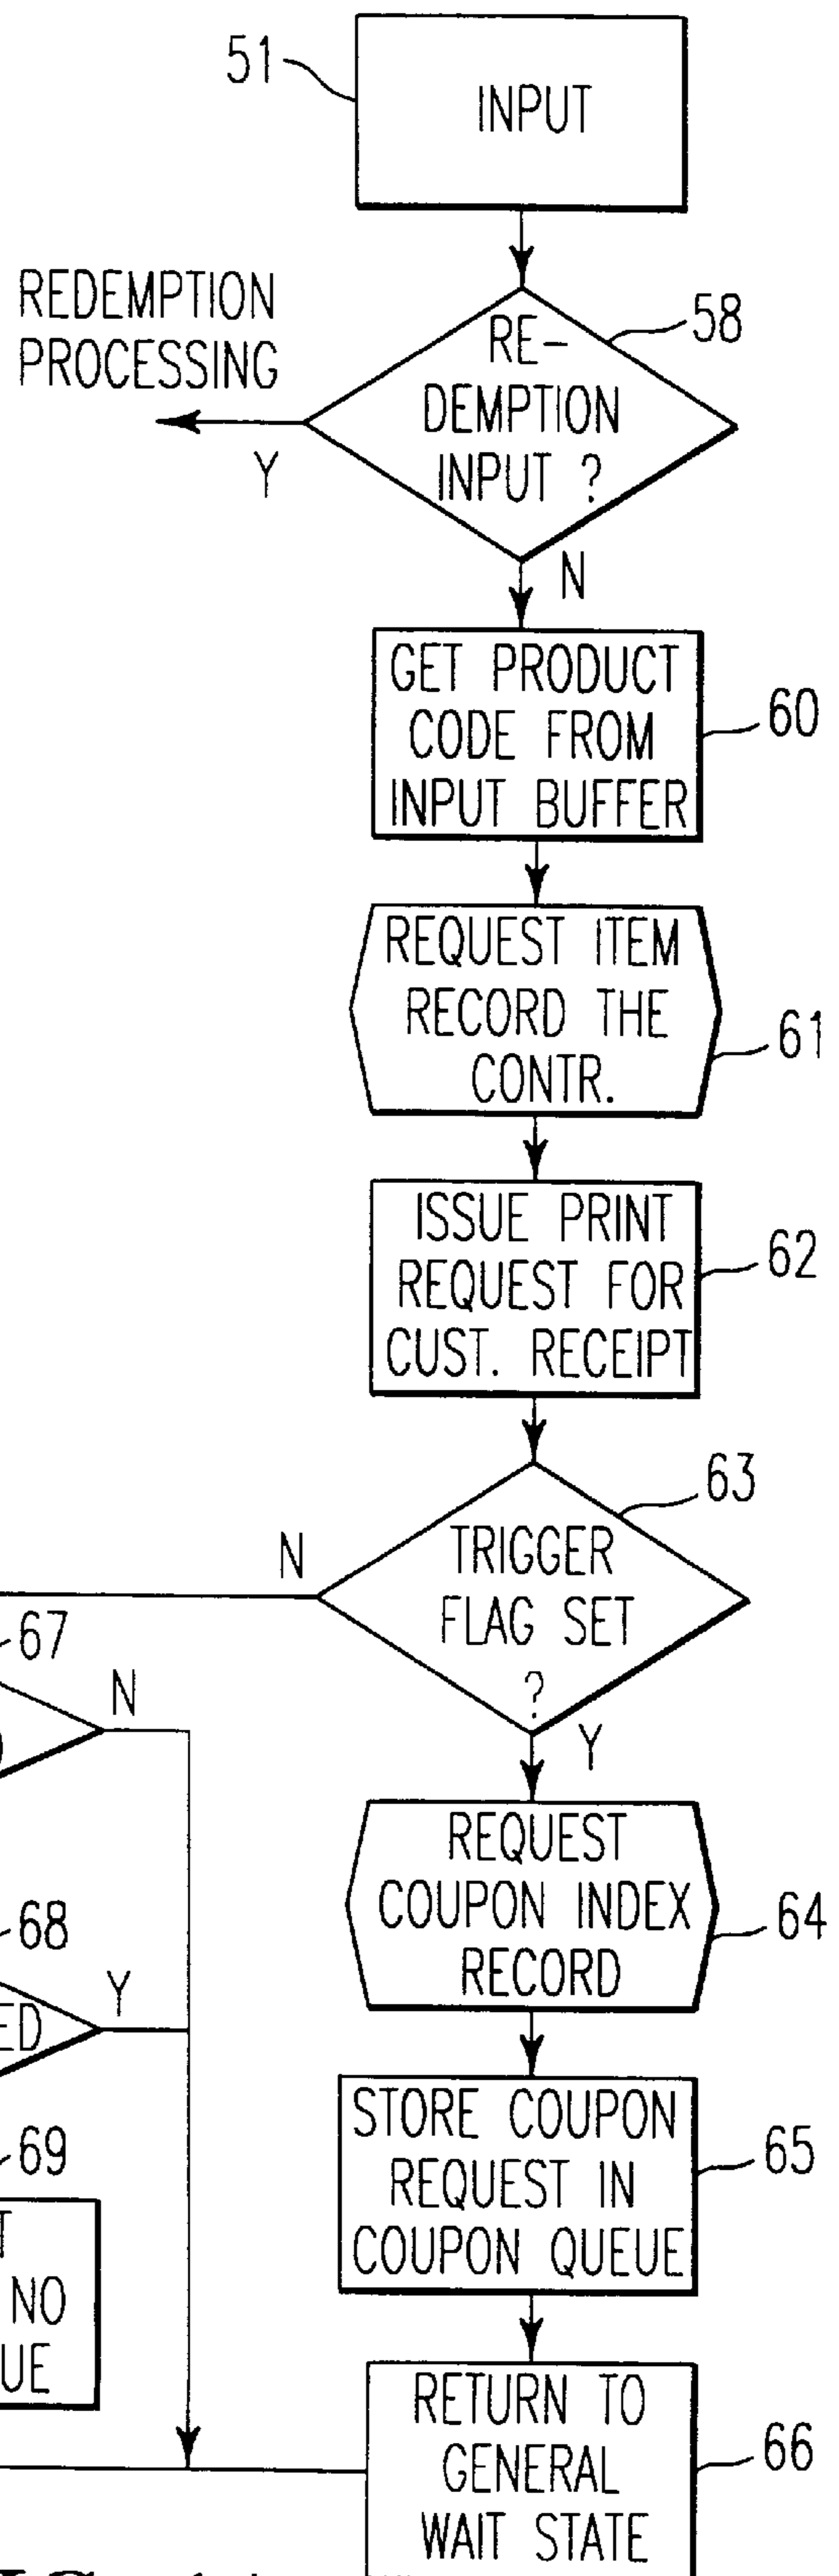 51
INPUT
REDEMPTION
PROCESSING
58
RE-
DEMPTION
INPUT ?
Y
N
GET PRODUCT
CODE FROM
INPUT BUFFER
60
REQUEST ITEM
RECORD THE
CONTR.
61
ISSUE PRINT
REQUEST FOR
CUST. RECEIPT
62
63
N
TRIGGER
FLAG SET
?
67
N
Y
REQUEST
COUPON INDEX
RECORD
64
68
Y
ED
STORE COUPON
REQUEST IN
COUPON QUEUE
65
69
T
NO
UE
RETURN TO
GENERAL
WAIT STATE
66